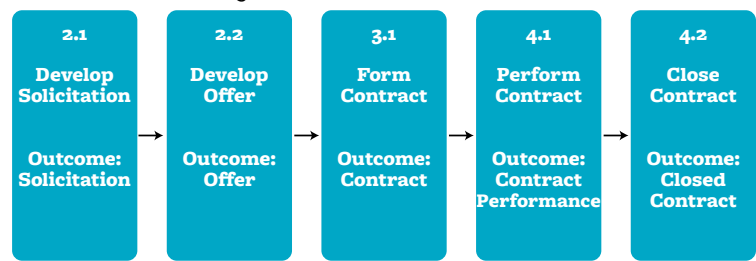 2.1
Develop
Solicitation
Outcome:
Solicitation
2.2
Develop
Offer
Outcome:
Offer
3.1
Form
Contract
Outcome:
Contract
4.1
Perform
Contract
Outcome:
Contract
Performance
4.2
Close
Contract
Outcome:
Closed
Contract